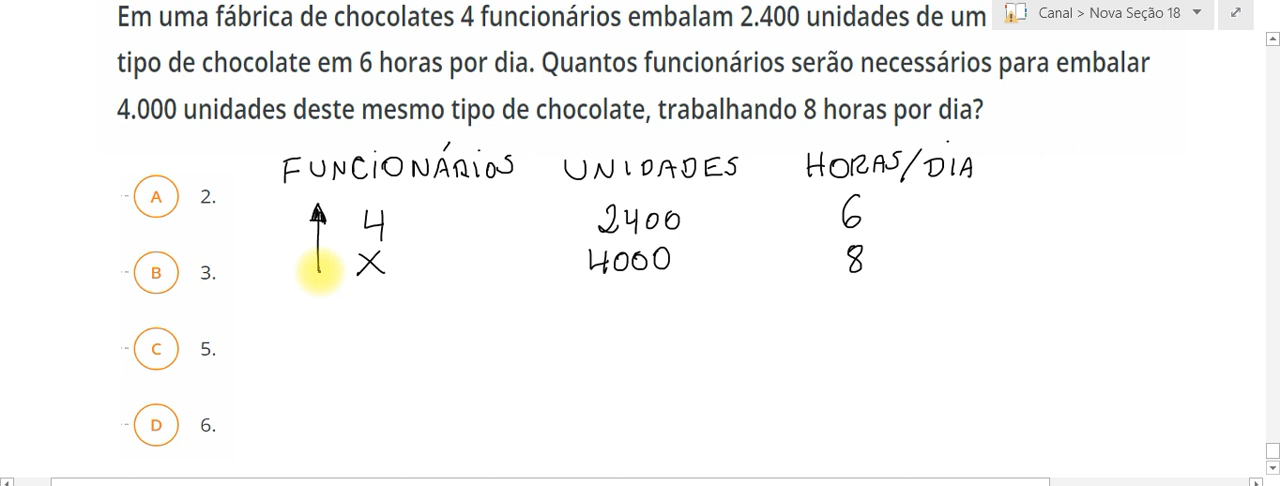 Em uma fábrica de chocolates 4 funcionários embalam 2.400 unidades de um
Canal > Nova Seção 18
tipo de chocolate em 6 horas por dia. Quantos funcionários serão necessários para embalar
4.000 unidades deste mesmo tipo de chocolate, trabalhando 8 horas por dia?
FUNCIONÁRIOS UNIDADES HORAS/DIA
A 2.
4 2400 6
X 4000 8
B 3.
C 5.
D 6.